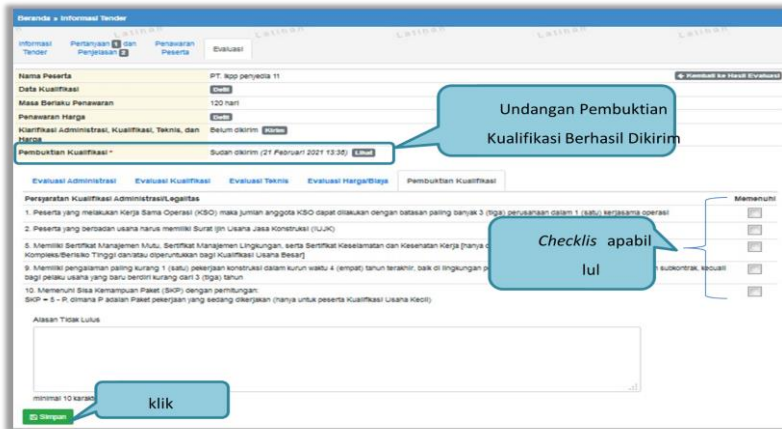 Beranda » Informasi Tender
Latihan Latihan Latihan Latihan
Informasi Tender
Pertanyaan 1 dan Penjelasan 2
Penawaran Peserta
Evaluasi
Nama Peserta PT. lkpp penyedia 11 Kembali ke Hasil Evaluasi
Data Kualifikasi Detil
Masa Berlaku Penawaran 120 hari
Penawaran Harga Detil
Klarifikasi Administrasi, Kualifikasi, Teknis, dan Harga Belum dikirim Kirim
Pembuktian Kualifikasi * Sudah dikirim (21 Februari 2021 13:36) Lihat
Undangan Pembuktian
Kualifikasi Berhasil Dikirim
Evaluasi Administrasi Evaluasi Kualifikasi Evaluasi Teknis Evaluasi Harga/Biaya Pembuktian Kualifikasi
Persyaratan Kualifikasi Administrasi/Legalitas Memenuhi
1. Peserta yang melakukan Kerja Sama Operasi (KSO) maka jumlah anggota KSO dapat dilakukan dengan batasan paling banyak 3 (tiga) perusahaan dalam 1 (satu) kerjasama operasi
2. Peserta yang berbadan usaha harus memiliki Surat Ijin Usaha Jasa Konstruksi (IUJK)
8. Memiliki Sertifikat Manajemen Mutu, Sertifikat Manajemen Lingkungan, serta Sertifikat Keselamatan dan Kesehatan Kerja [hanya
Kompleks/Berisiko Tinggi dan/atau diperuntukkan bagi Kualifikasi Usaha Besar]
9. Memiliki pengalaman paling kurang 1 (satu) pekerjaan konstruksi dalam kurun waktu 4 (empat) tahun terakhir, baik di lingkungan subkontrak, kecuali
bagi pelaku usaha yang baru berdiri kurang dari 3 (tiga) tahun
10. Memenuhi Sisa Kemampuan Paket (SKP) dengan perhitungan:
SKP = 5 - P, dimana P adalah Paket pekerjaan yang sedang dikerjakan (hanya untuk peserta Kualifikasi Usaha Kecil)
Checklis apabil
lul
Alasan Tidak Lulus
minimal 10 karakt
klik
Simpan